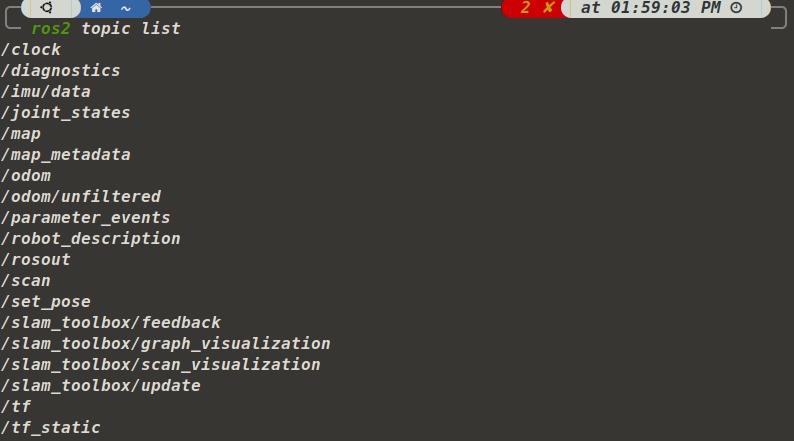 ~ 2 ✘ at 01:59:03 PM
ros2 topic list
/clock
/diagnostics
/imu/data
/joint_states
/map
/map_metadata
/odom
/odom/unfiltered
/parameter_events
/robot_description
/rosout
/scan
/set_pose
/slam_toolbox/feedback
/slam_toolbox/graph_visualization
/slam_toolbox/scan_visualization
/slam_toolbox/update
/tf
/tf_static